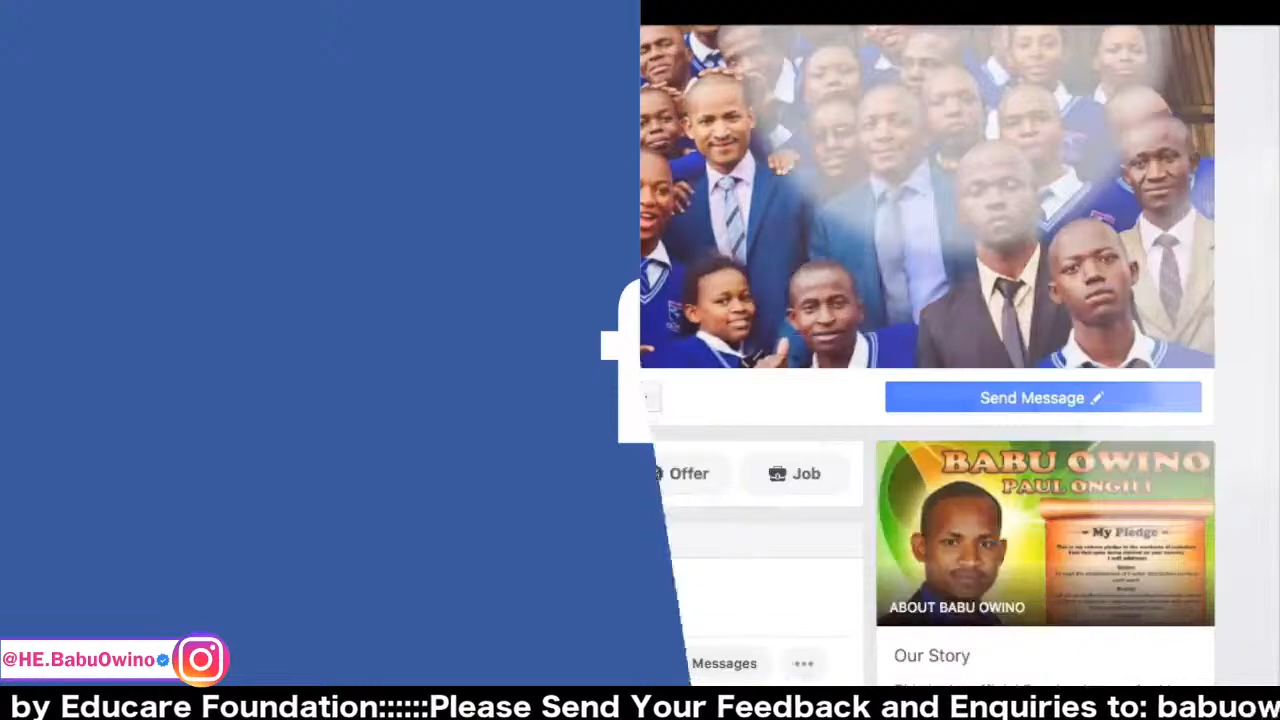 Send Message
Offer
Job
BABU OWINO
PAUL ONGILI
~ My Pledge ~
ABOUT BABU OWINO
Our Story
Messages
@HE.BabuOwino
by Educare Foundation::::::Please Send Your Feedback and Enquiries to: babuow